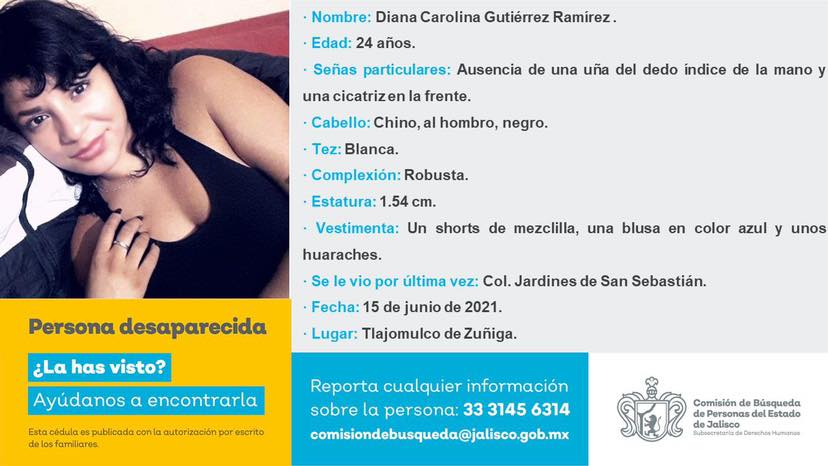 · Nombre: Diana Carolina Gutiérrez Ramírez .
· Edad: 24 años.
· Señas particulares: Ausencia de una uña del dedo índice de la mano y
una cicatriz en la frente.
· Cabello: Chino, al hombro, negro.
· Tez: Blanca.
· Complexión: Robusta.
· Estatura: 1.54 cm.
· Vestimenta: Un shorts de mezclilla, una blusa en color azul y unos
huaraches.
· Se le vio por última vez: Col. Jardines de San Sebastián.
· Fecha: 15 de junio de 2021.
· Lugar: Tlajomulco de Zuñiga.
Persona desaparecida
¿La has visto?
Ayúdanos a encontrarla
Esta cédula es publicada con la autorización por escrito
de los familiares.
Reporta cualquier información
sobre la persona: 33 3145 6314
comisiondebusqueda@jalisco.gob.mx
Comisión de Búsqueda
de Personas del Estado
de Jalisco
Subsecretaría de Derechos Humanos